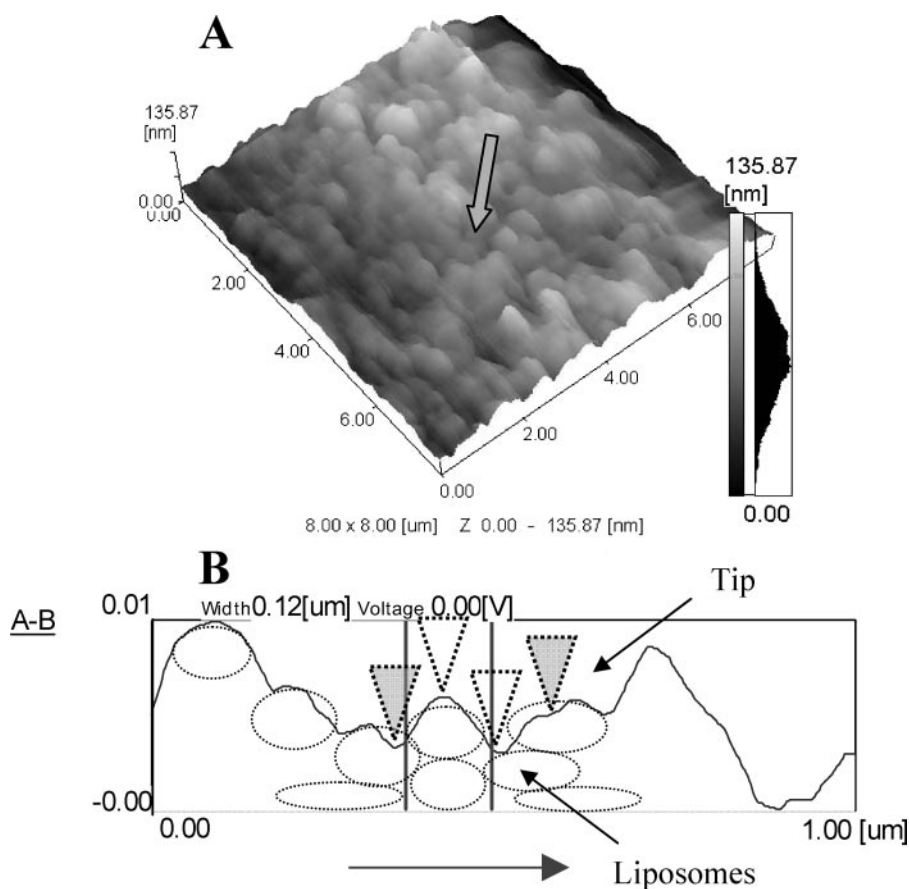 A
135.87
[nm]
0.00
0.00
2.00
4.00
6.00
0.00
2.00
4.00
6.00
135.87
[nm]
0.00
8.00 x 8.00 [um] Z 0.00 - 135.87 [nm]
B
Tip
A-B
0.01
Width 0.12[um] Voltage 0.00[V]
-0.00
0.00
1.00 [um]
Liposomes